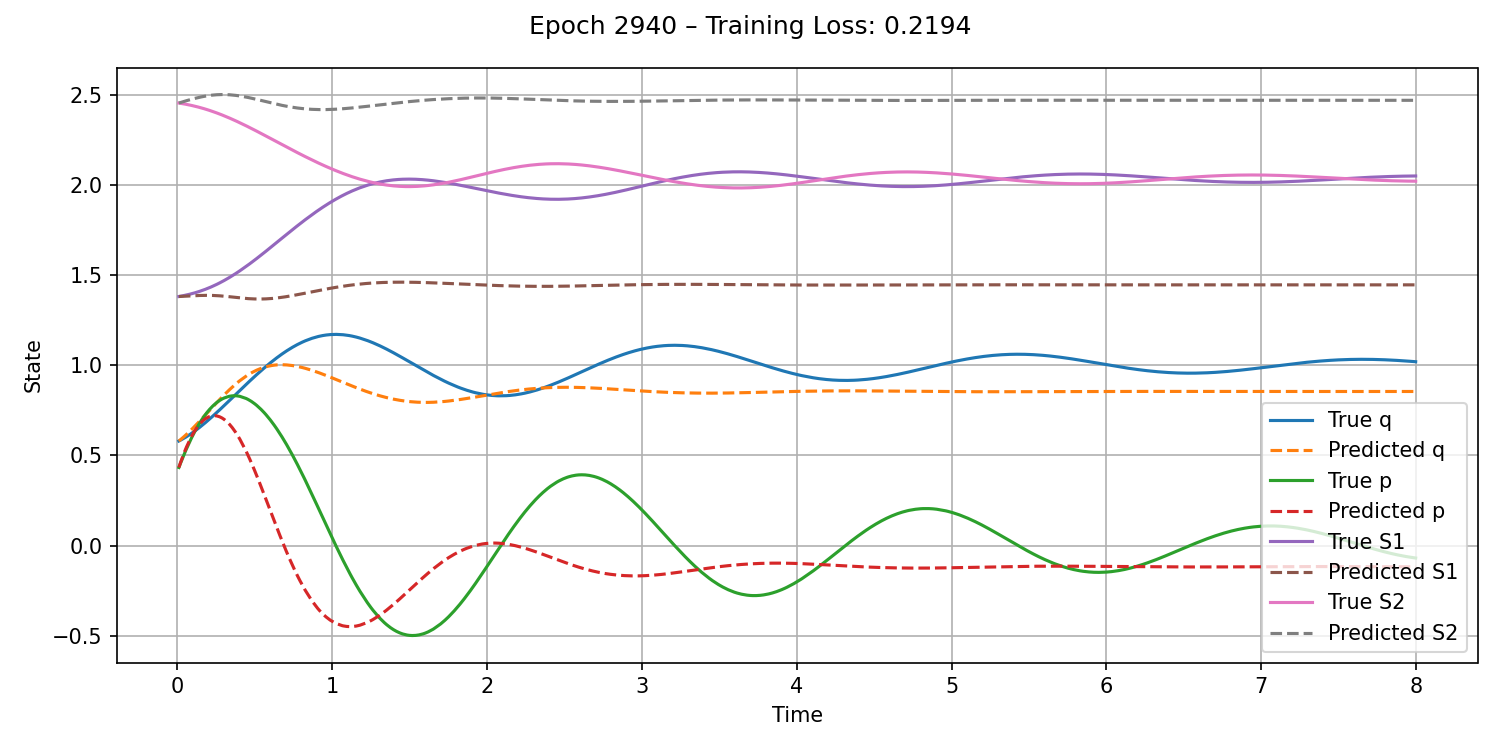 Epoch 2940 – Training Loss: 0.2194
State
2.5
2.0
1.5
1.0
0.5
0.0
−0.5
0 1 2 3 4 5 6 7 8
Time
True q
Predicted q
True p
Predicted p
True S1
Predicted S1
True S2
Predicted S2